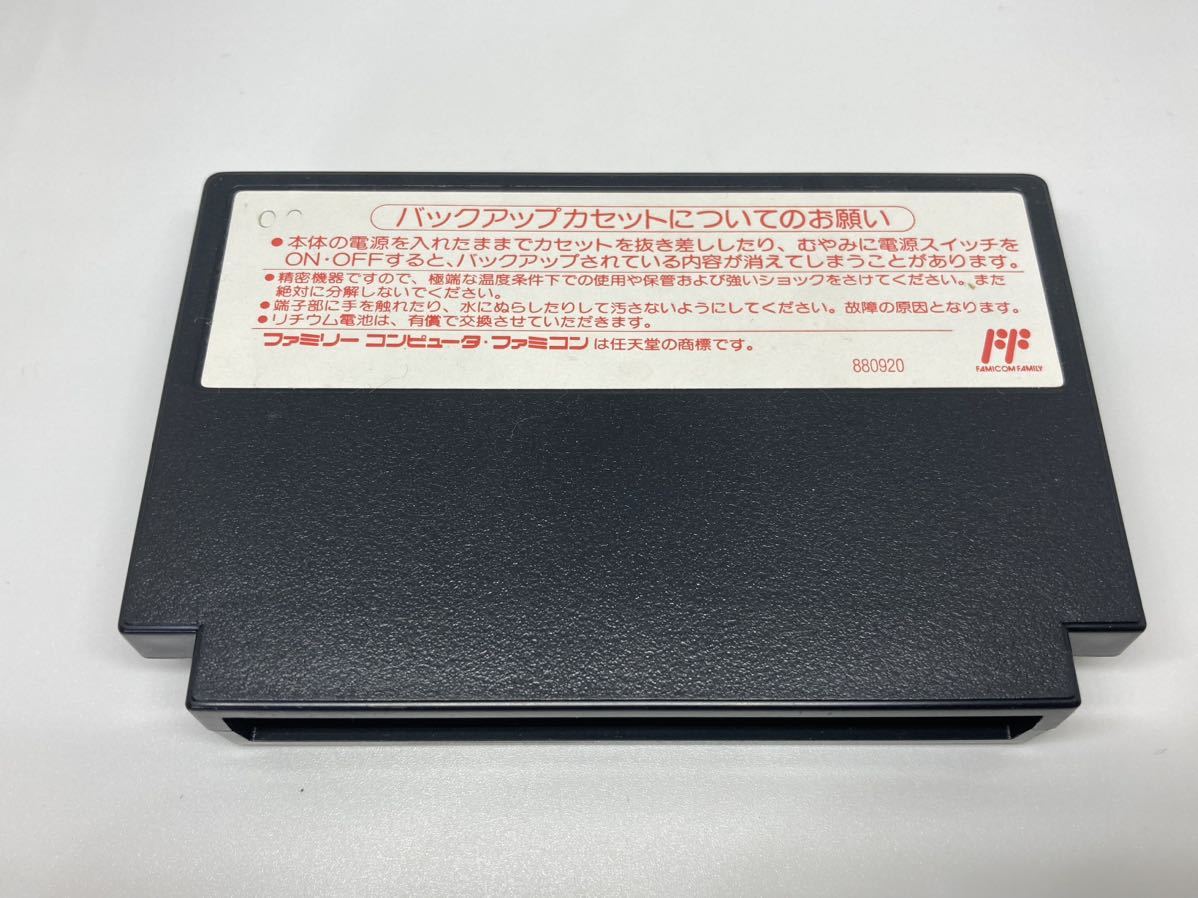 バックアップカセットについてのお願い
●本体の電源を入れたままでカセットを抜き差ししたり、むやみに電源スイッチを
ON・OFFすると、バックアップされている内容が消えてしまうことがあります。
●精密機器ですので、極端な温度条件下での使用や保管および強いショックをさけてください。また
絶対に分解しないでください。
●端子部に手を触れたり、水にぬらしたりして汚さないようにしてください。故障の原因となります。
●リチウム電池は、有償で交換させていただきます。
ファミリーコンピュータ・ファミコンは任天堂の商標です。
880920
FAMICOM FAMILY